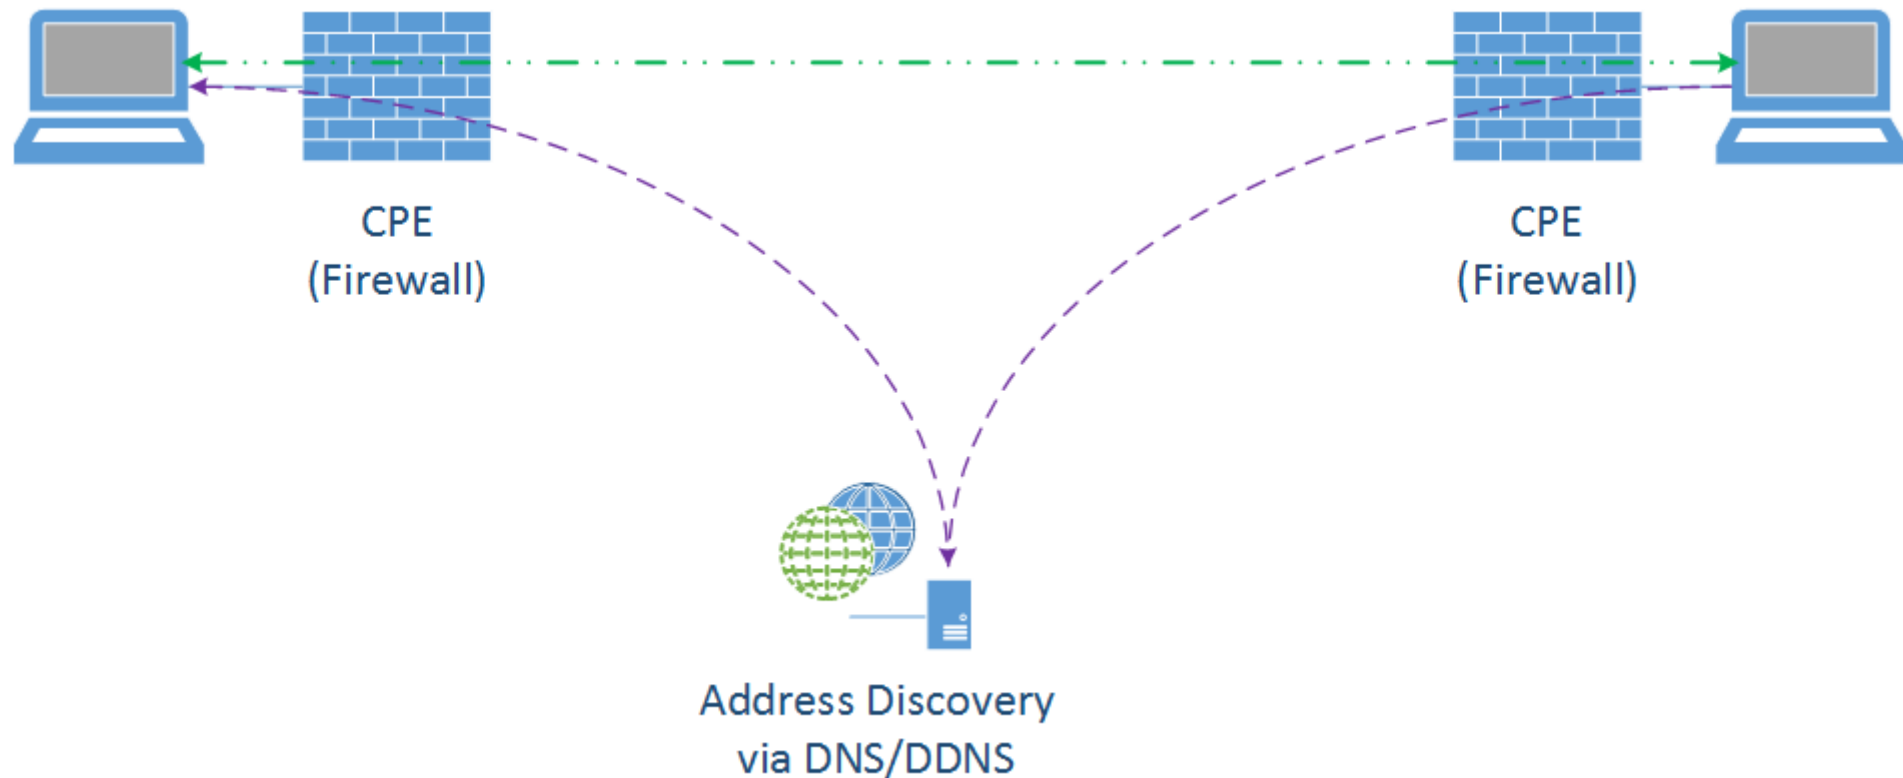 CPE
(Firewall)
CPE
(Firewall)
Address Discovery
via DNS/DDNS